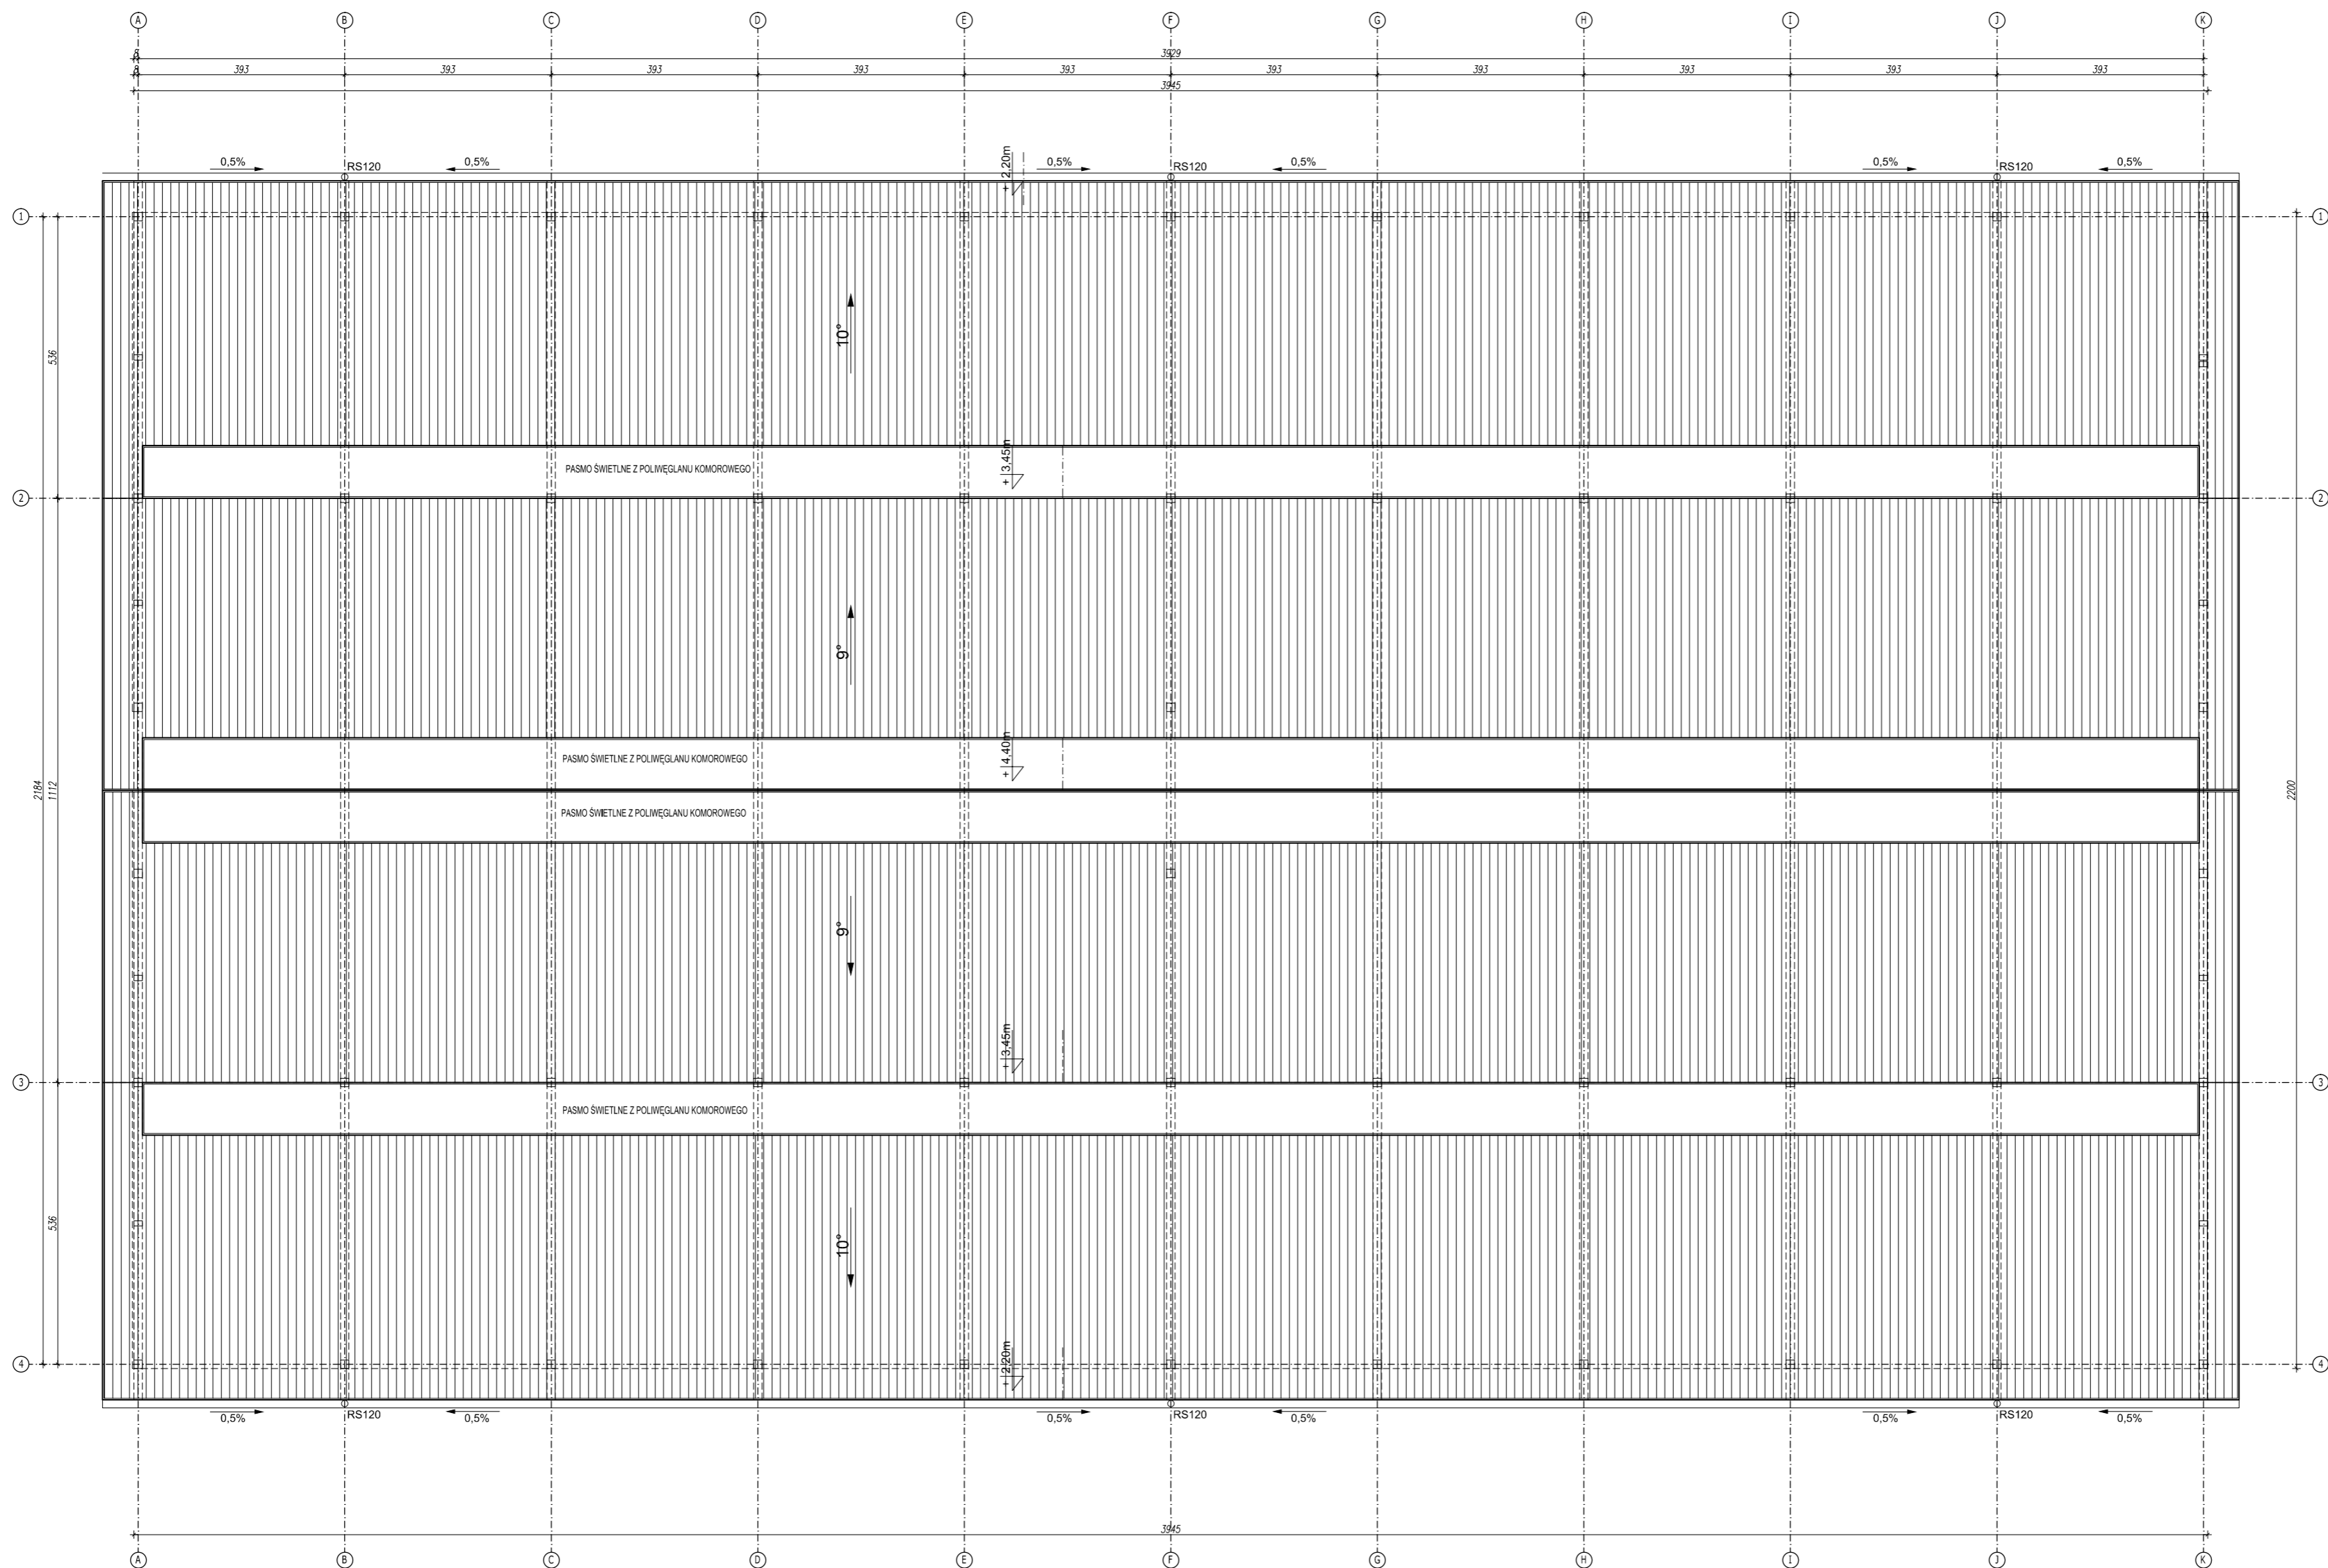 A B C D E F G H I J K
8 3929
8 393 393 393 393 393 393 393 393 393 393
3945
0,5% RS120 0,5% + 2,20m 0,5% RS120 0,5% 0,5% RS120 0,5%
1 1
536
10°
PASMO ŚWIETLNE Z POLIWĘGLANU KOMOROWEGO + 3,45m
2 2
9°
PASMO ŚWIETLNE Z POLIWĘGLANU KOMOROWEGO + 4,40m
2184 1112 2200
PASMO ŚWIETLNE Z POLIWĘGLANU KOMOROWEGO
9°
+ 3,45m
3 3
PASMO ŚWIETLNE Z POLIWĘGLANU KOMOROWEGO
536
10°
4 + 2,20m 4
0,5% RS120 0,5% 0,5% RS120 0,5% 0,5% RS120 0,5%
3945
A B C D E F G H I J K